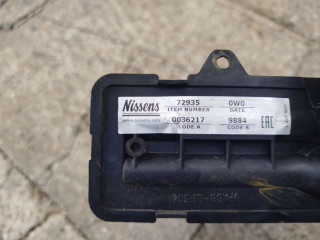 Nissens 72935 0W0
ITEM NUMBER DATE
0036217 9884 EAC
CODE A CODE B